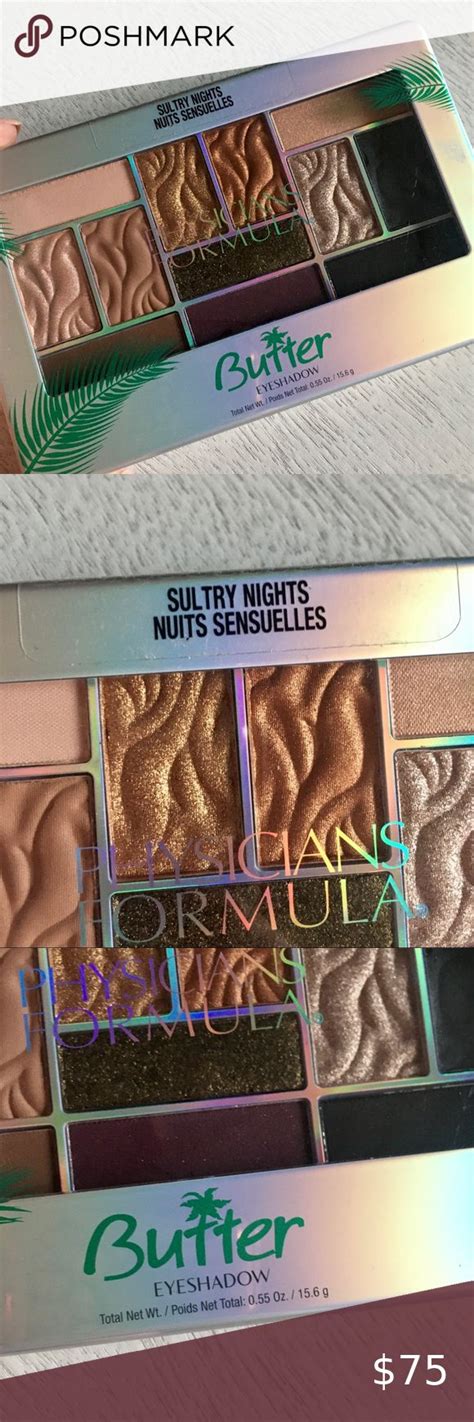 POSHMARK
SULTRY NIGHTS
NUITS SENSUELLES
PHYSICIANS
FORMULA®
Butter
EYESHADOW
Total Net Wt. / Poids Net Total: 0.55 Oz. / 15.6 g
SULTRY NIGHTS
NUITS SENSUELLES
PHYSICIANS
FORMULA®
PHYSICIANS
FORMULA®
Butter
EYESHADOW
Total Net Wt. / Poids Net Total: 0.55 Oz. / 15.6 g
$75